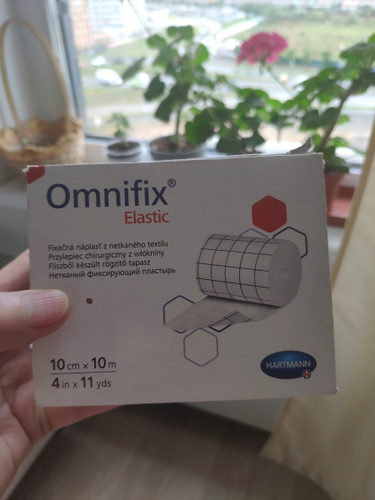 Omnifix®
Elastic
Fixačná náplasť z netkaného textilu
Przylepiec chirurgiczny z włókniny
Fliszből készült rögzítő tapasz
Нетканый фиксирующий пластырь
10 cm x 10 m
4 in x 11 yds
HARTMANN